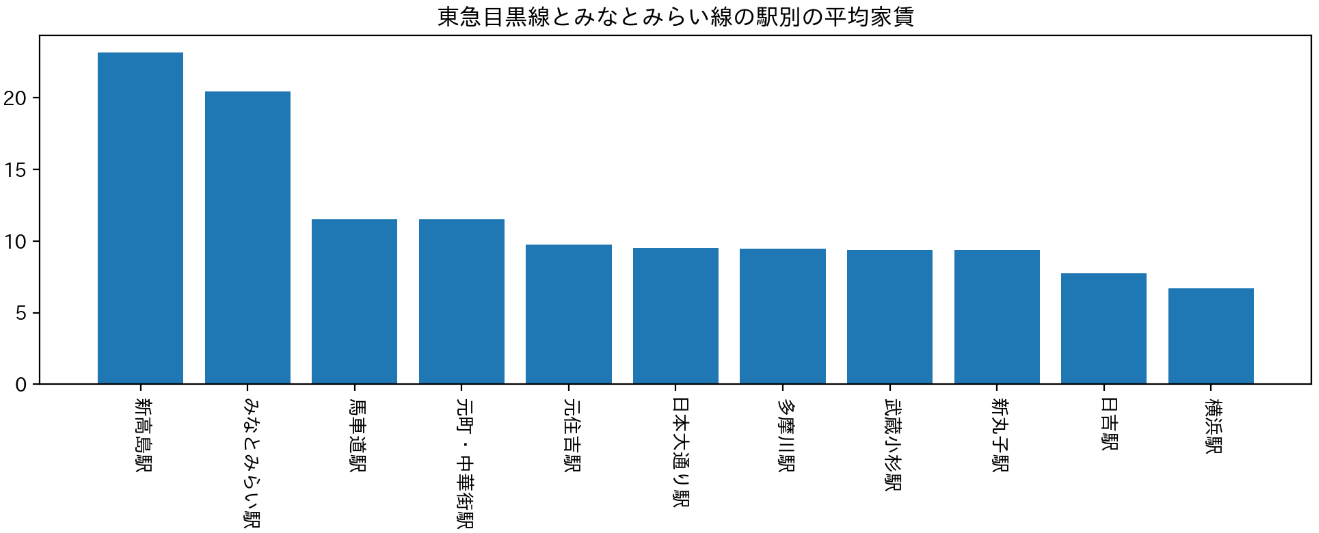 東急目黒線とみなとみらい線の駅別の平均家賃
20
15
10
5
0
新高島駅
みなとみらい駅
馬車道駅
元町・中華街駅
元住吉駅
日本大通り駅
多摩川駅
武蔵小杉駅
新丸子駅
日吉駅
横浜駅